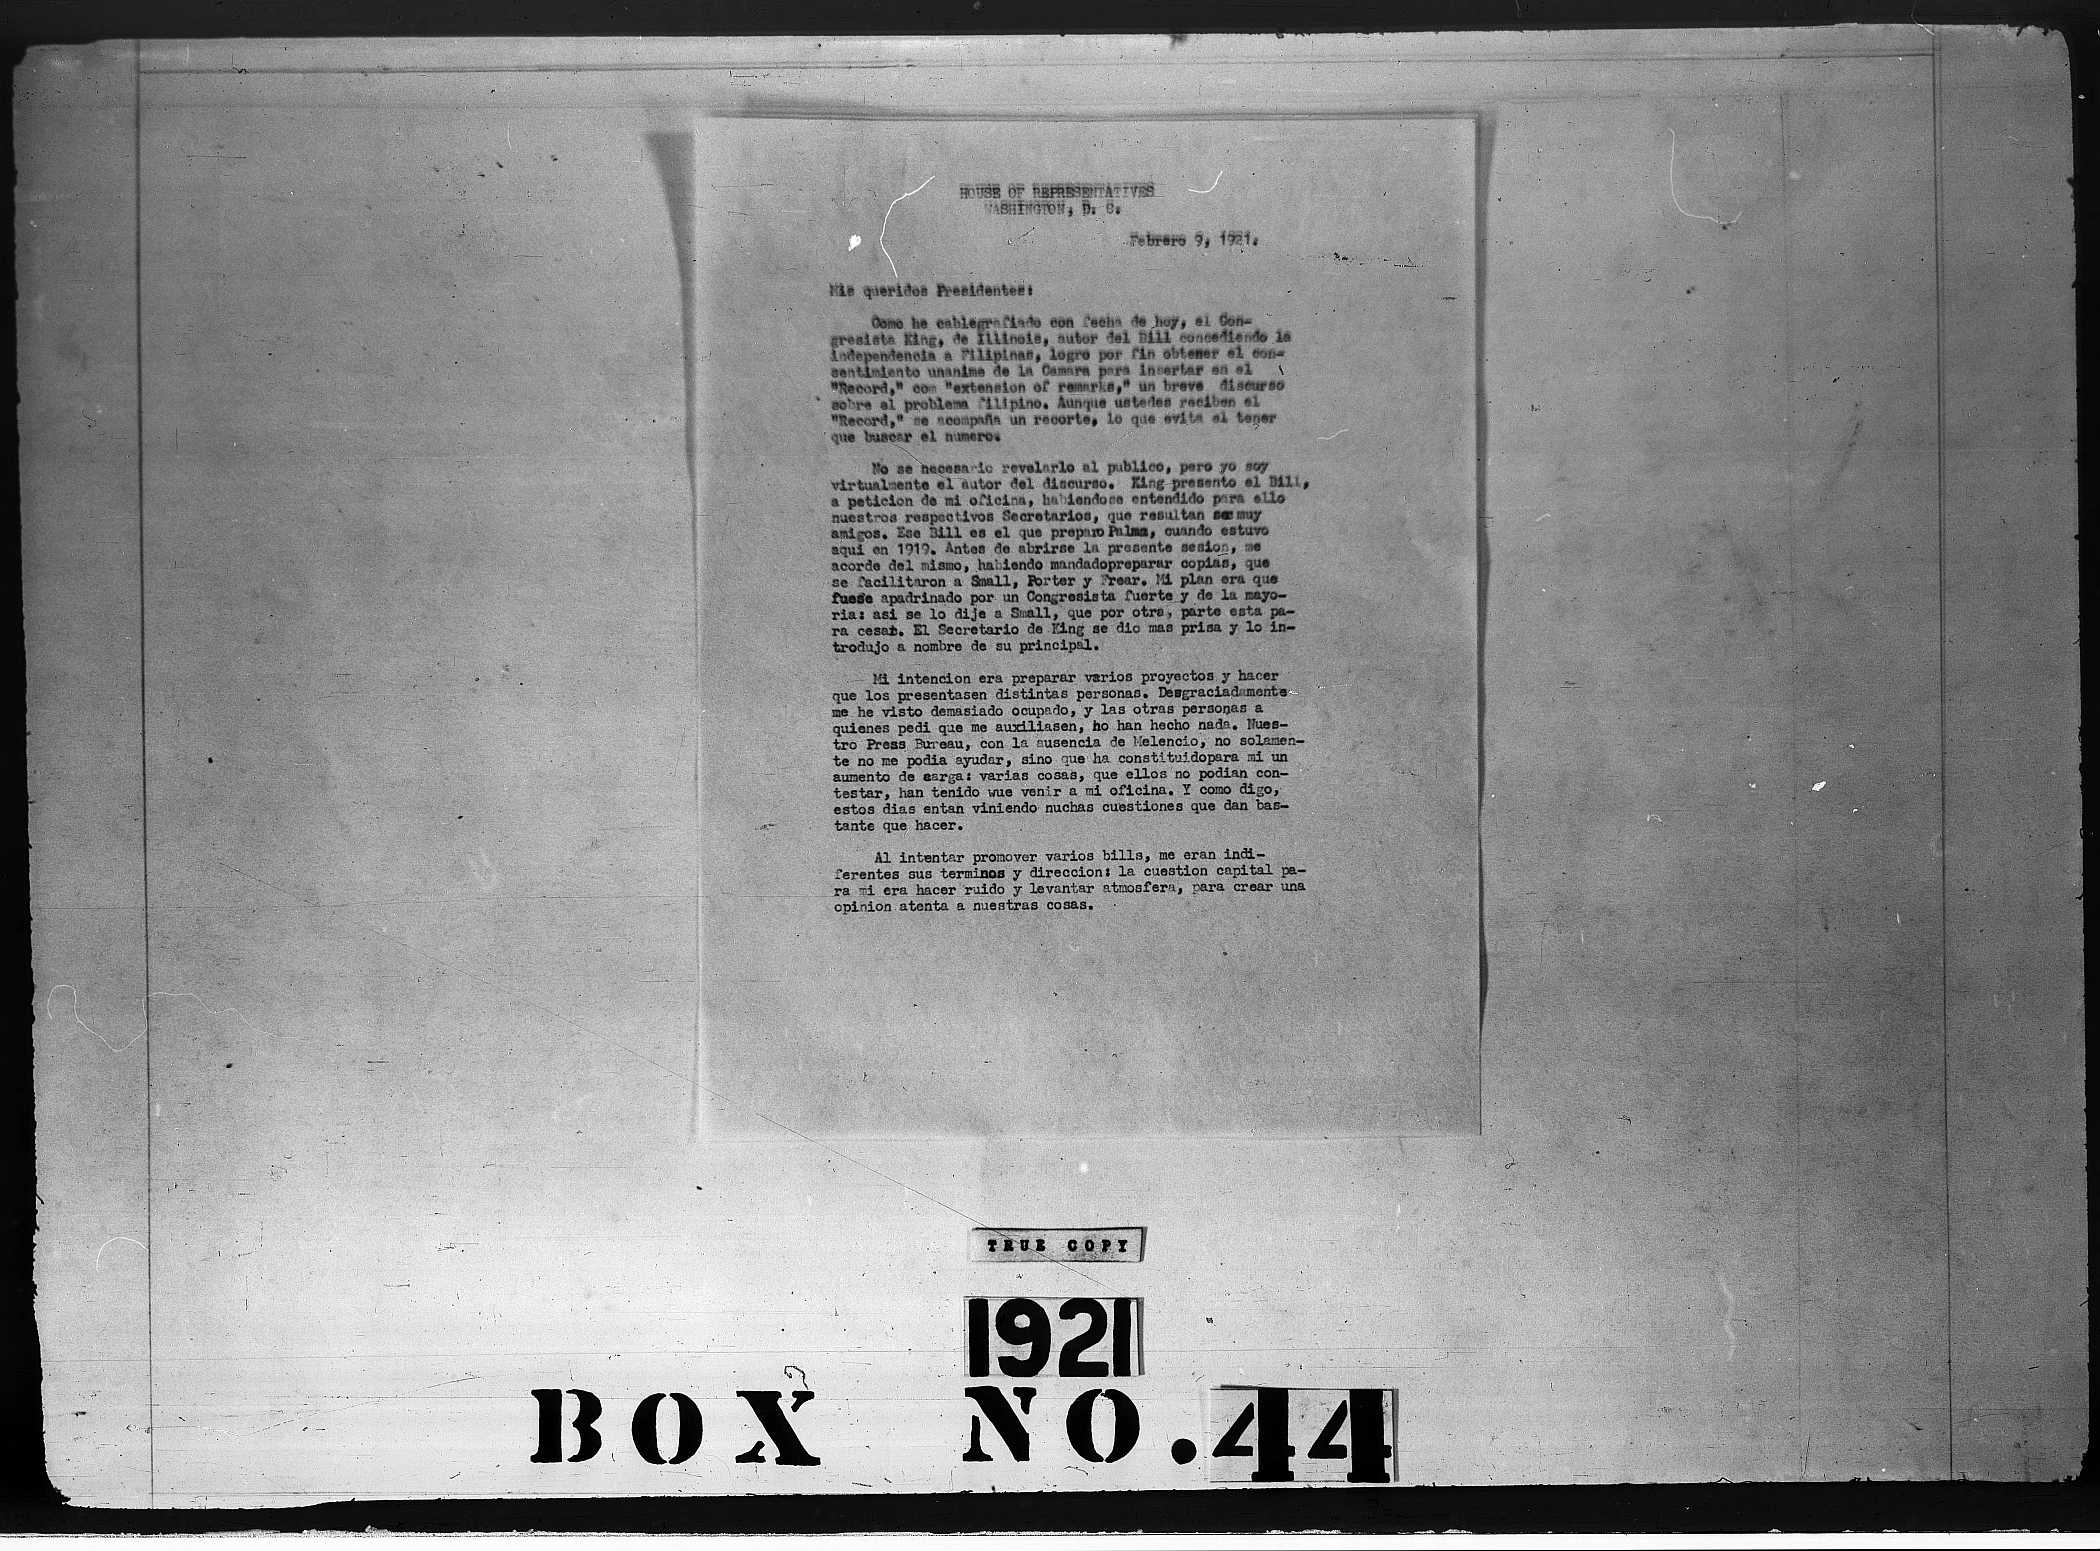 HOUSE OF REPRESENTATIVES
WASHINGTON, D. C.
Febrero 9, 1921.
Mis queridos Presidentes:
Como he cablegrafiado con fecha de hoy, el Con-
gresista King, de Illinois, autor del Bill concediendo la
independencia a Filipinas, logro por fin obtener el con-
sentimiento unanime de la Camara para insertar en el
"Record," com "extension of remarks," un breve discurso
sobre el problema filipino. Aunque ustedes reciben el
"Record," se acompaña un recorte, lo que evita el tener
que buscar el numero.
No se necesario revelarlo al publico, pero yo soy
virtualmente el autor del discurso. King presento el Bill,
a peticion de mi oficina, habiendose entendido para ello
nuestros respectivos Secretarios, que resultan ser muy
amigos. Ese Bill es el que preparo Palma, cuando estuvo
aqui en 1919. Antes de abrirse la presente sesion, me
acorde del mismo, habiendo mandadopreparar copias, que
se facilitaron a Small, Porter y Frear. Mi plan era que
fuese apadrinado por un Congresista fuerte y de la mayo-
ria: asi se lo dije a Small, que por otra, parte esta pa-
ra cesar. El Secretario de King se dio mas prisa y lo in-
trodujo a nombre de su principal.
Mi intencion era preparar varios proyectos y hacer
que los presentasen distintas personas. Desgraciadamente
me he visto demasiado ocupado, y las otras personas a
quienes pedi que me auxiliasen, ho han hecho nada. Nues-
tro Press Bureau, con la ausencia de Melencio, no solamen-
te no me podia ayudar, sino que ha constituidopara mi un
aumento de carga: varias cosas, que ellos no podian con-
testar, han tenido wue venir a mi oficina. Y como digo,
estos dias entan viniendo nuchas cuestiones que dan bas-
tante que hacer.
Al intentar promover varios bills, me eran indi-
ferentes sus terminos y direccion: la cuestion capital pa-
ra mi era hacer ruido y levantar atmosfera, para crear una
opinion atenta a nuestras cosas.
TRUE COPY
1921
BOX NO. 44